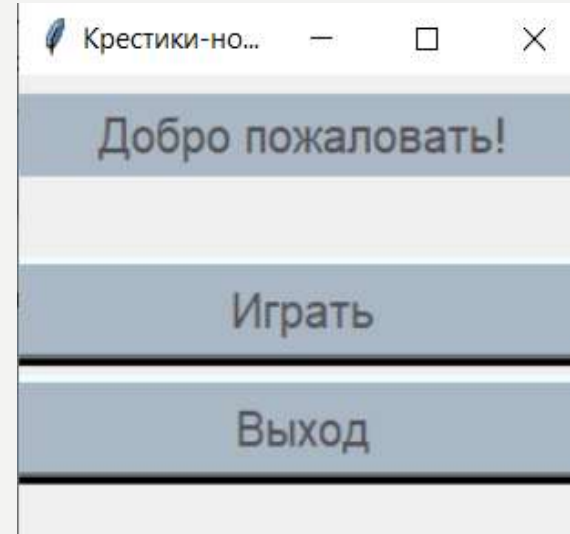 Крестики-но...
Добро пожаловать!
Играть
Выход